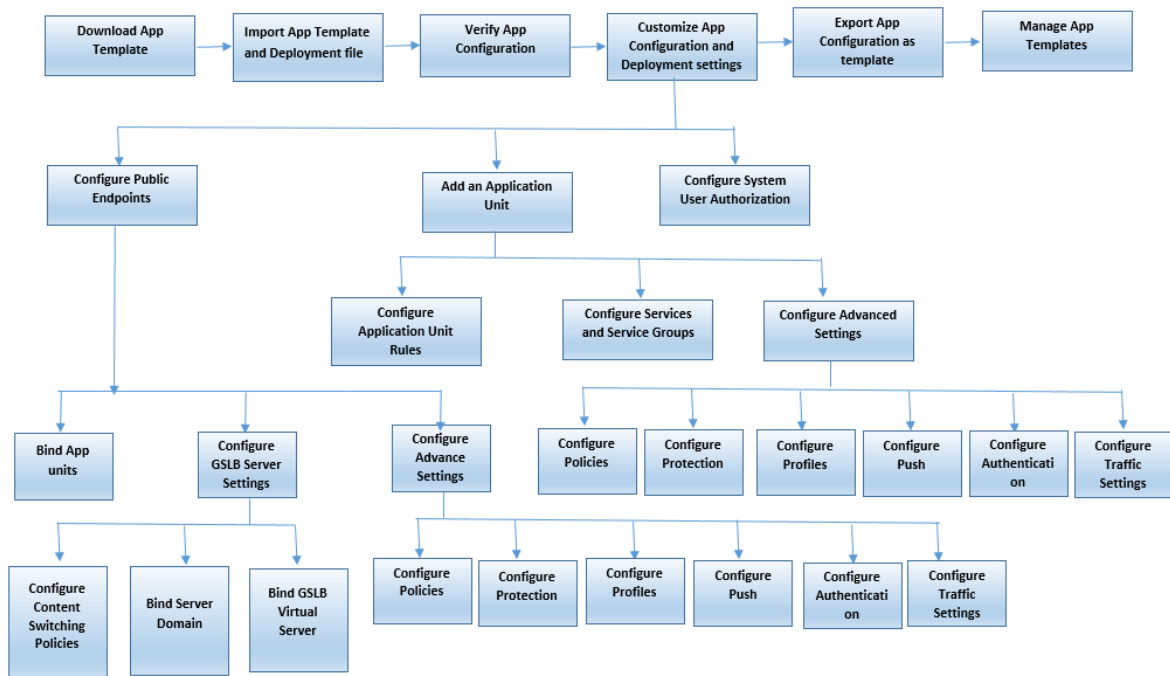 Download App
Template
Import App Template
and Deployment file
Verify App
Configuration
Customize App
Configuration and
Deployment settings
Export App
Configuration as
template
Manage App
Templates
Configure Public
Endpoints
Add an Application
Unit
Configure System
User Authorization
Configure
Application Unit
Rules
Configure Services
and Service Groups
Configure Advanced
Settings
Bind App
units
Configure
GSLB Server
Settings
Configure
Advance
Settings
Configure
Policies
Configure
Protection
Configure
Profiles
Configure
Push
Configure
Authenticati
on
Configure
Traffic
Settings
Configure
Content
Switching
Policies
Bind Server
Domain
Bind GSLB
Virtual
Server
Configure
Policies
Configure
Protection
Configure
Profiles
Configure
Push
Configure
Authenticati
on
Configure
Traffic
Settings